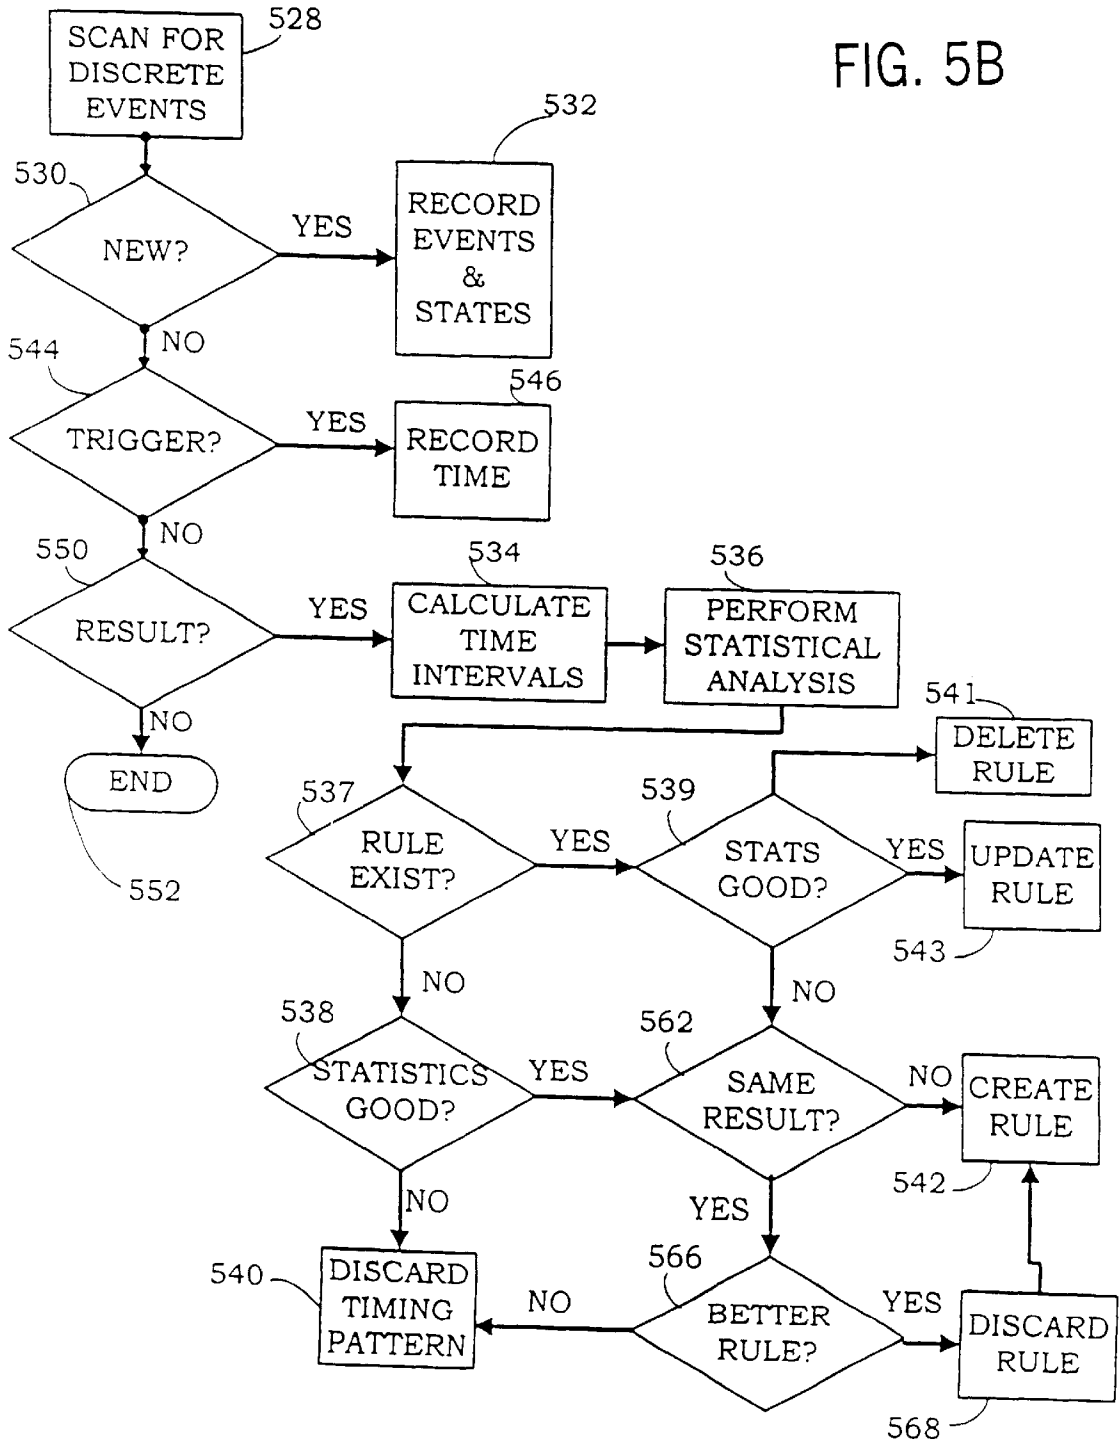 528
SCAN FOR
DISCRETE
EVENTS
FIG. 5B
532
530
NEW?
YES
RECORD
EVENTS
&
STATES
NO
544
TRIGGER?
YES
546
RECORD
TIME
NO
550
RESULT?
YES
534
CALCULATE
TIME
INTERVALS
536
PERFORM
STATISTICAL
ANALYSIS
NO
END
552
541
DELETE
RULE
537
RULE
EXIST?
YES
539
STATS
GOOD?
YES
UPDATE
RULE
543
NO
NO
538
STATISTICS
GOOD?
YES
562
SAME
RESULT?
NO
CREATE
RULE
542
NO
YES
540
DISCARD
TIMING
PATTERN
NO
566
BETTER
RULE?
YES
DISCARD
RULE
568